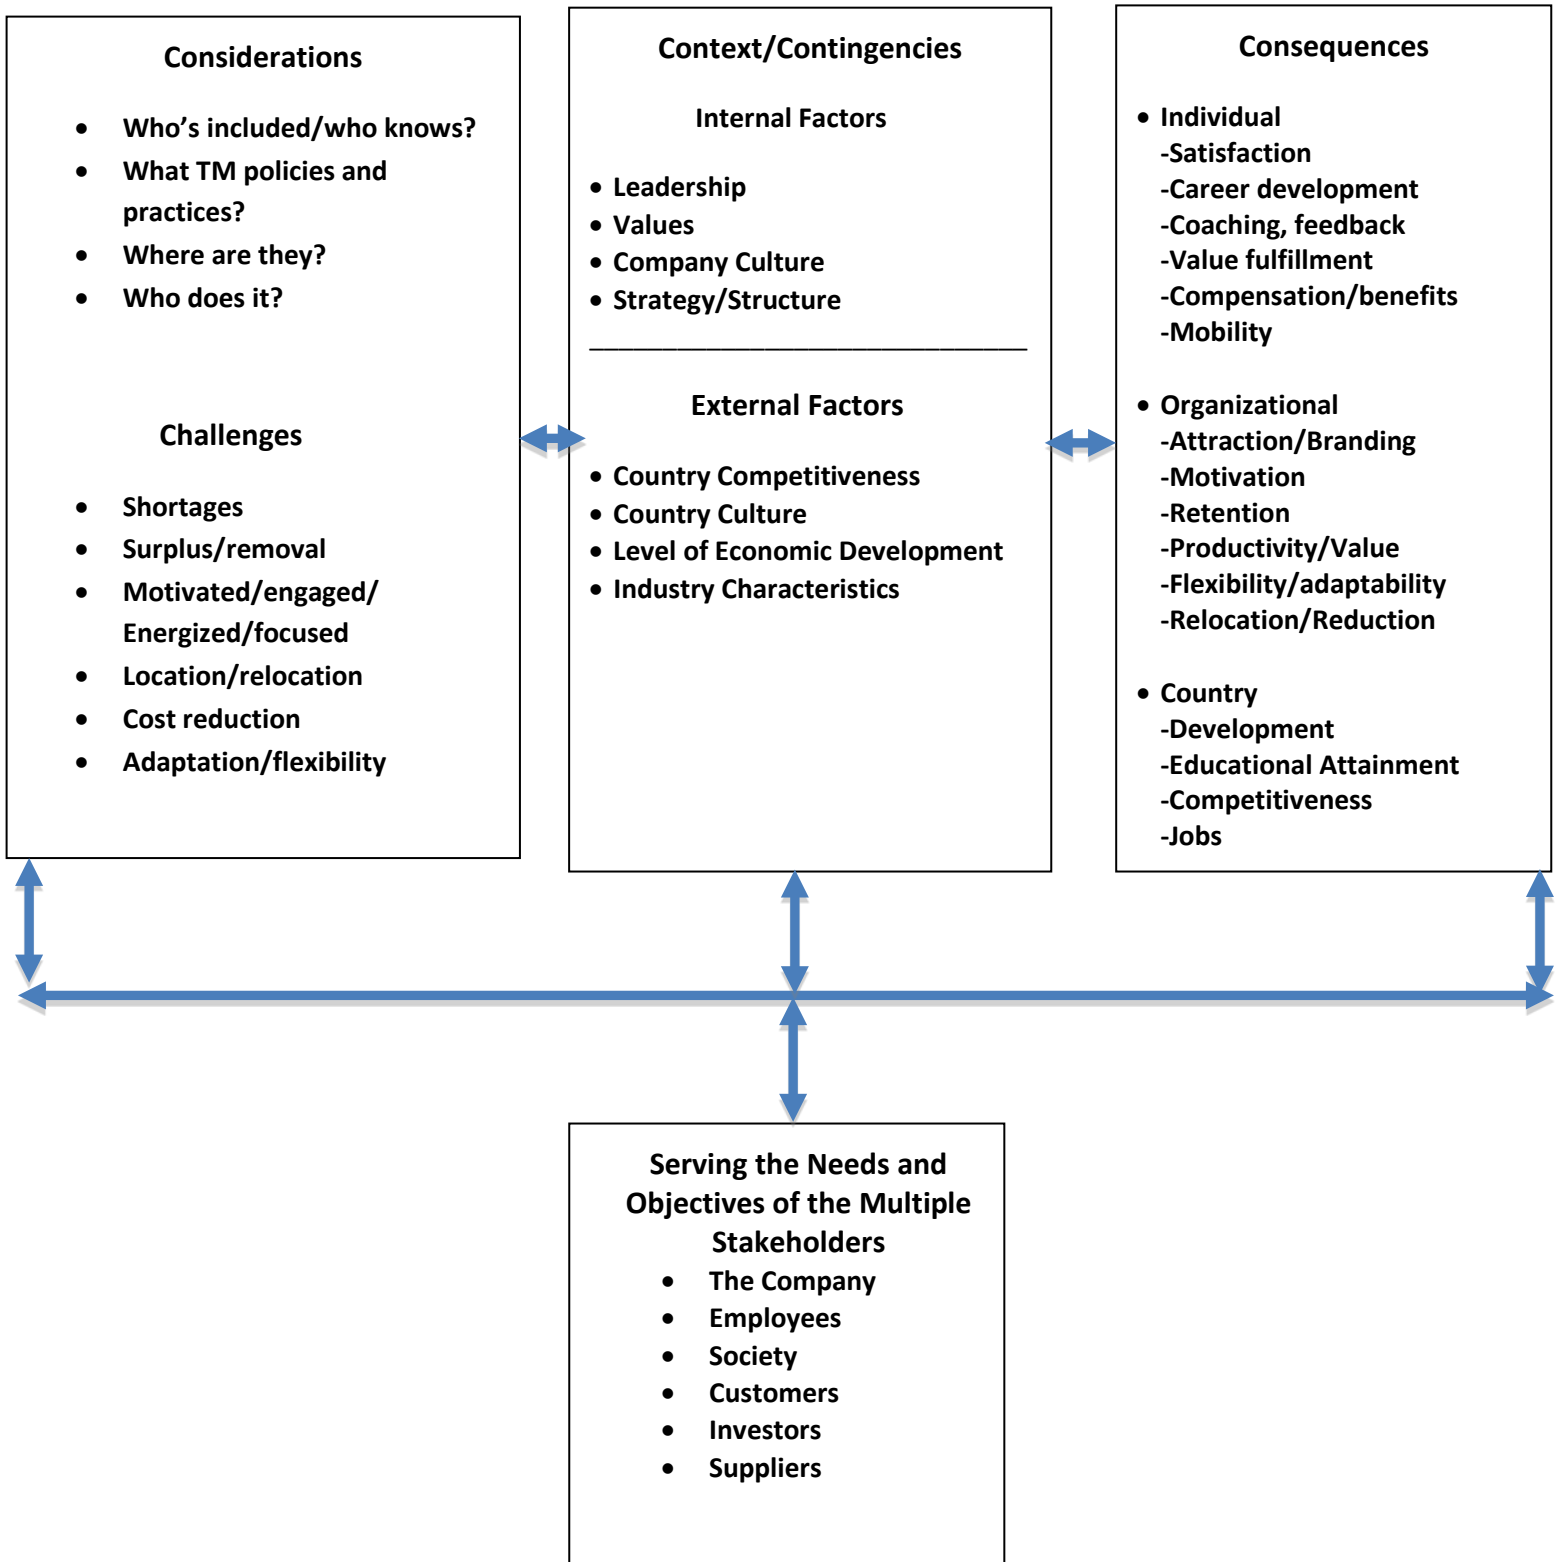 Considerations
• Who’s included/who knows?
• What TM policies and
practices?
• Where are they?
• Who does it?
Challenges
• Shortages
• Surplus/removal
• Motivated/engaged/
Energized/focused
• Location/relocation
• Cost reduction
• Adaptation/flexibility
Context/Contingencies
Internal Factors
• Leadership
• Values
• Company Culture
• Strategy/Structure
External Factors
• Country Competitiveness
• Country Culture
• Level of Economic Development
• Industry Characteristics
Consequences
• Individual
-Satisfaction
-Career development
-Coaching, feedback
-Value fulfillment
-Compensation/benefits
-Mobility
• Organizational
-Attraction/Branding
-Motivation
-Retention
-Productivity/Value
-Flexibility/adaptability
-Relocation/Reduction
• Country
-Development
-Educational Attainment
-Competitiveness
-Jobs
Serving the Needs and
Objectives of the Multiple
Stakeholders
• The Company
• Employees
• Society
• Customers
• Investors
• Suppliers